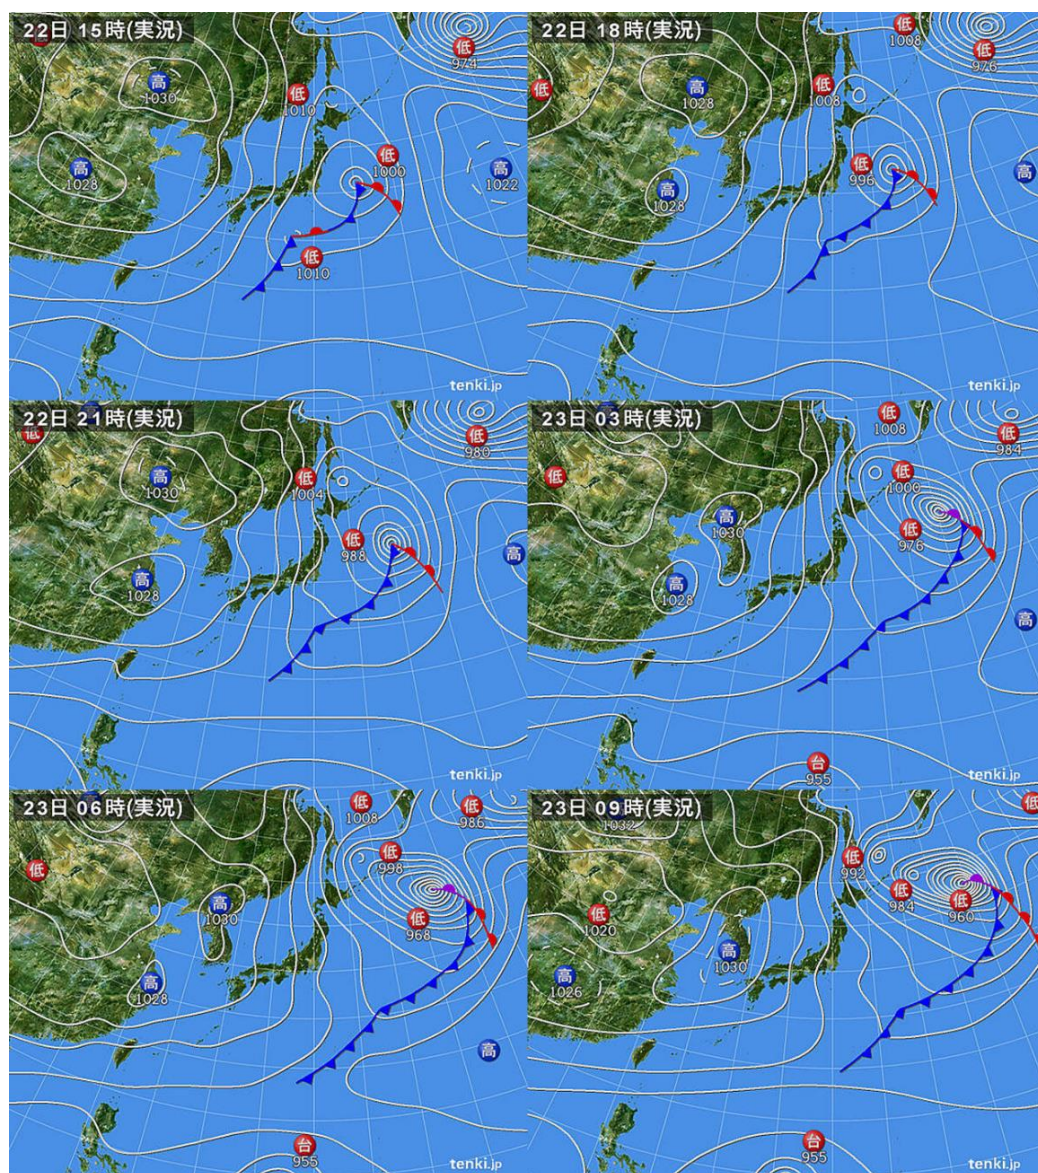 22日 15時(実況)
低
974
低
高
1030
低
1010
低
1000
高
1028
高
1022
低
1010
tenki.jp
22日 18時(実況)
低
1008
低
976
低
高
1028
低
1008
低
996
高
1028
高
tenki.jp
22日 21時(実況)
低
低
980
高
1030
低
1004
低
988
高
高
1028
tenki.jp
23日 03時(実況)
低
1008
低
984
低
低
1000
高
1030
低
976
高
1028
高
台
955
tenki.jp
23日 06時(実況)
低
1008
低
986
低
低
998
高
1030
低
968
高
1028
高
台
955
tenki.jp
23日 09時(実況)
1032
低
低
992
低
984
低
960
低
1020
高
1030
高
1026
台
955
tenki.jp